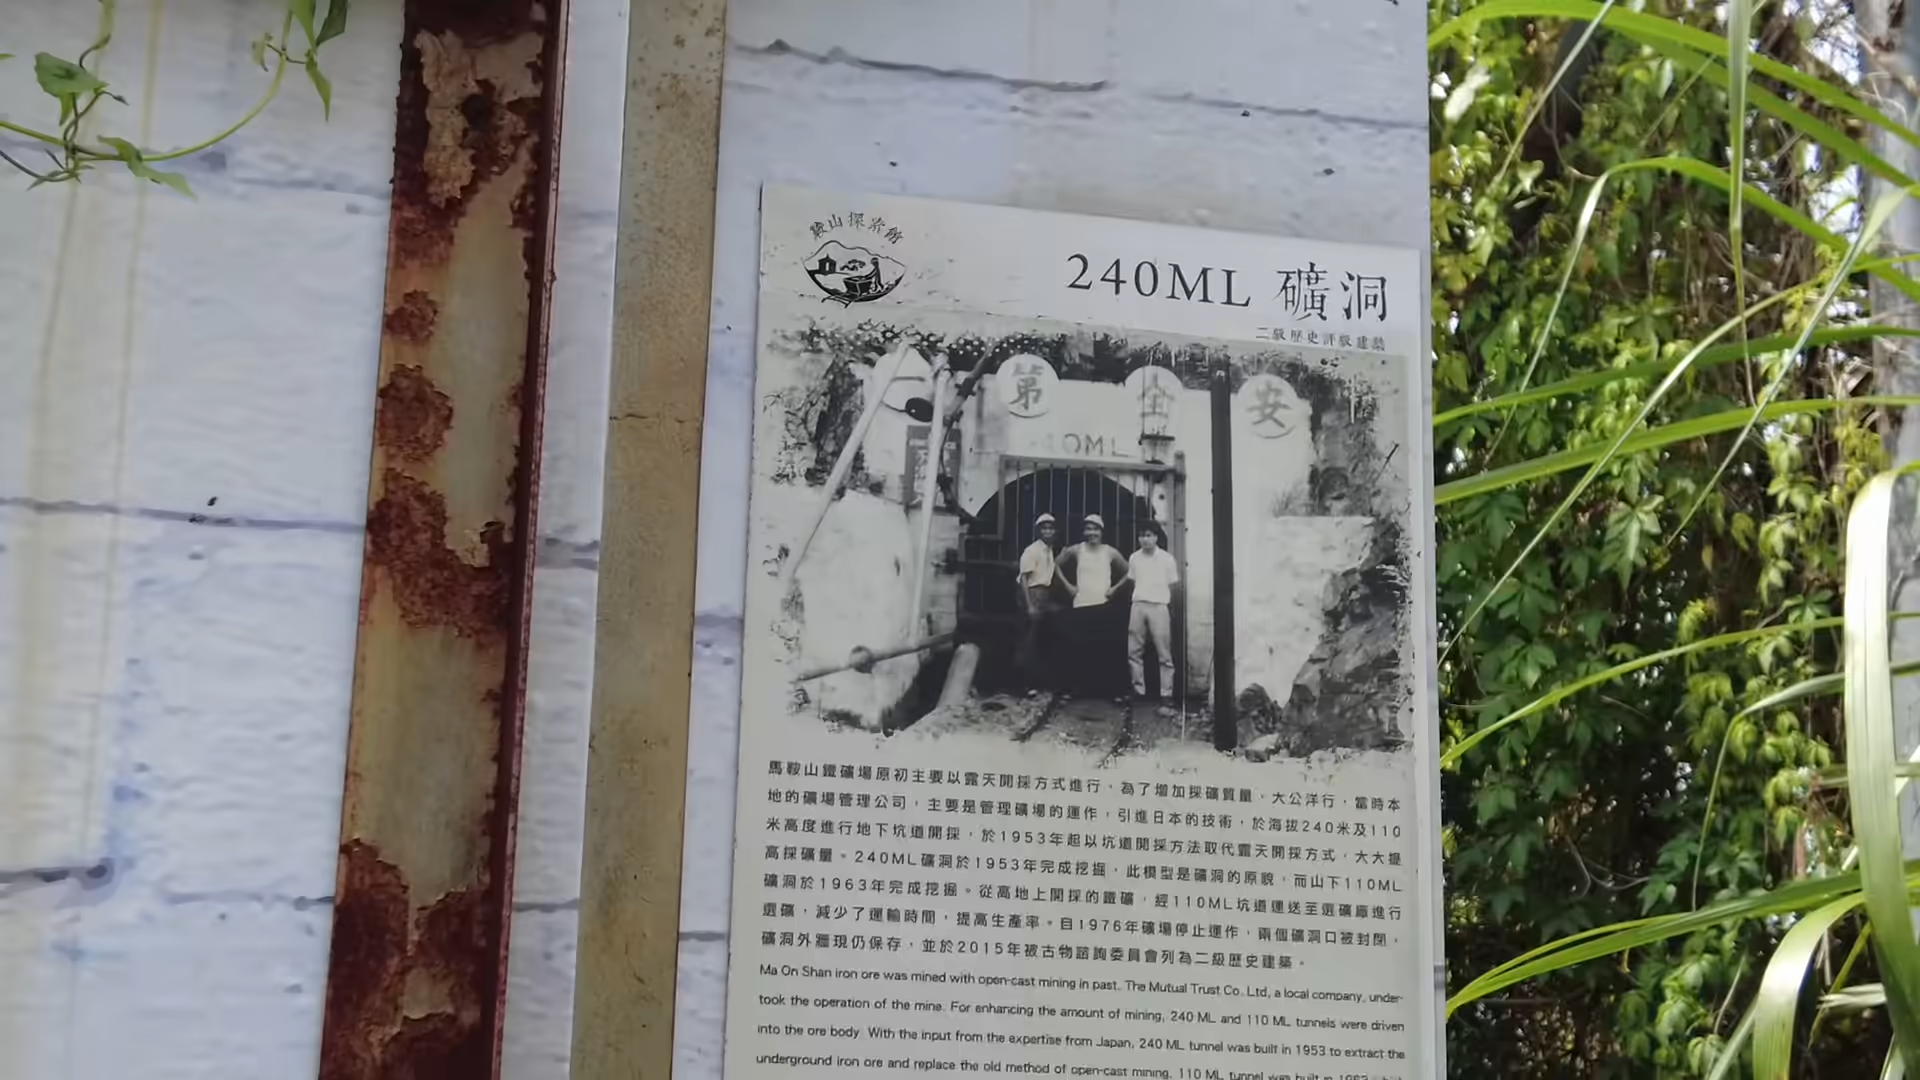 鞍山探索館
240ML 礦洞
二級歷史評級建築
第 全 安
40ML
馬鞍山鐵礦場原初主要以露天開採方式進行，為了增加採礦質量，大公洋行，當時本
地的礦場管理公司，主要是管理礦場的運作，引進日本的技術，於海拔240米及110
米高度進行地下坑道開採，於1953年起以坑道開採方法取代露天開採方式，大大提
高採礦量。240ML礦洞於1953年完成挖掘，此模型是礦洞的原貌，而山下110ML
礦洞於1963年完成挖掘。從高地上開採的鐵礦，經110ML坑道運送至選礦廠進行
選礦，減少了運輸時間，提高生產率。自1976年礦場停止運作，兩個礦洞口被封閉，
礦洞外牆現仍保存，並於2015年被古物諮詢委員會列為二級歷史建築。
Ma On Shan iron ore was mined with open-cast mining in past. The Mutual Trust Co. Ltd, a local company, under-
took the operation of the mine. For enhancing the amount of mining, 240 ML and 110 ML tunnels were driven
into the ore body. With the input from the expertise from Japan, 240 ML tunnel was built in 1953 to extract the
underground iron ore and replace the old method of open-cast mining. 110 ML tunnel was built in 1963